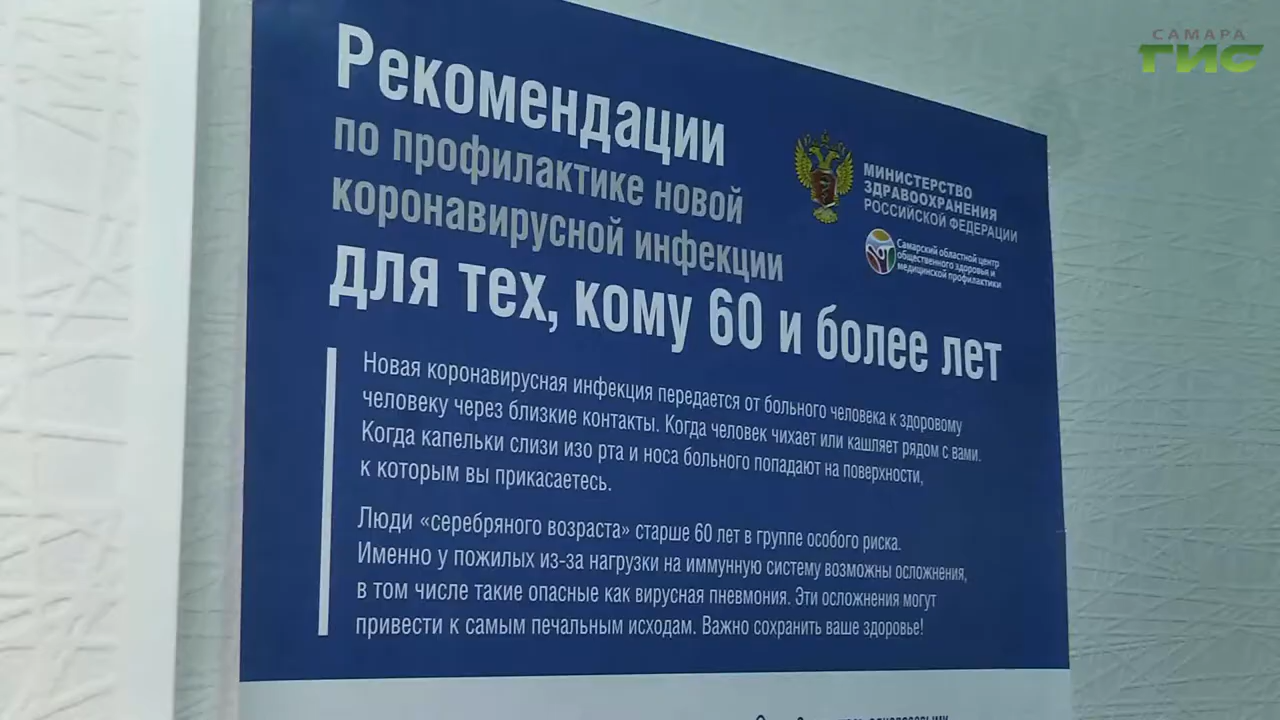 САМАРА
ГИС
Рекомендации
по профилактике новой
коронавирусной инфекции
для тех, кому 60 и более лет
МИНИСТЕРСТВО
ЗДРАВООХРАНЕНИЯ
РОССИЙСКОЙ ФЕДЕРАЦИИ
Самарский областной центр
общественного здоровья и
медицинской профилактики
Новая коронавирусная инфекция передается от больного человека к здоровому
человеку через близкие контакты. Когда человек чихает или кашляет рядом с вами.
Когда капельки слизи изо рта и носа больного попадают на поверхности,
к которым вы прикасаетесь.
Люди «серебряного возраста» старше 60 лет в группе особого риска.
Именно у пожилых из-за нагрузки на иммунную систему возможны осложнения,
в том числе такие опасные как вирусная пневмония. Эти осложнения могут
привести к самым печальным исходам. Важно сохранить ваше здоровье!